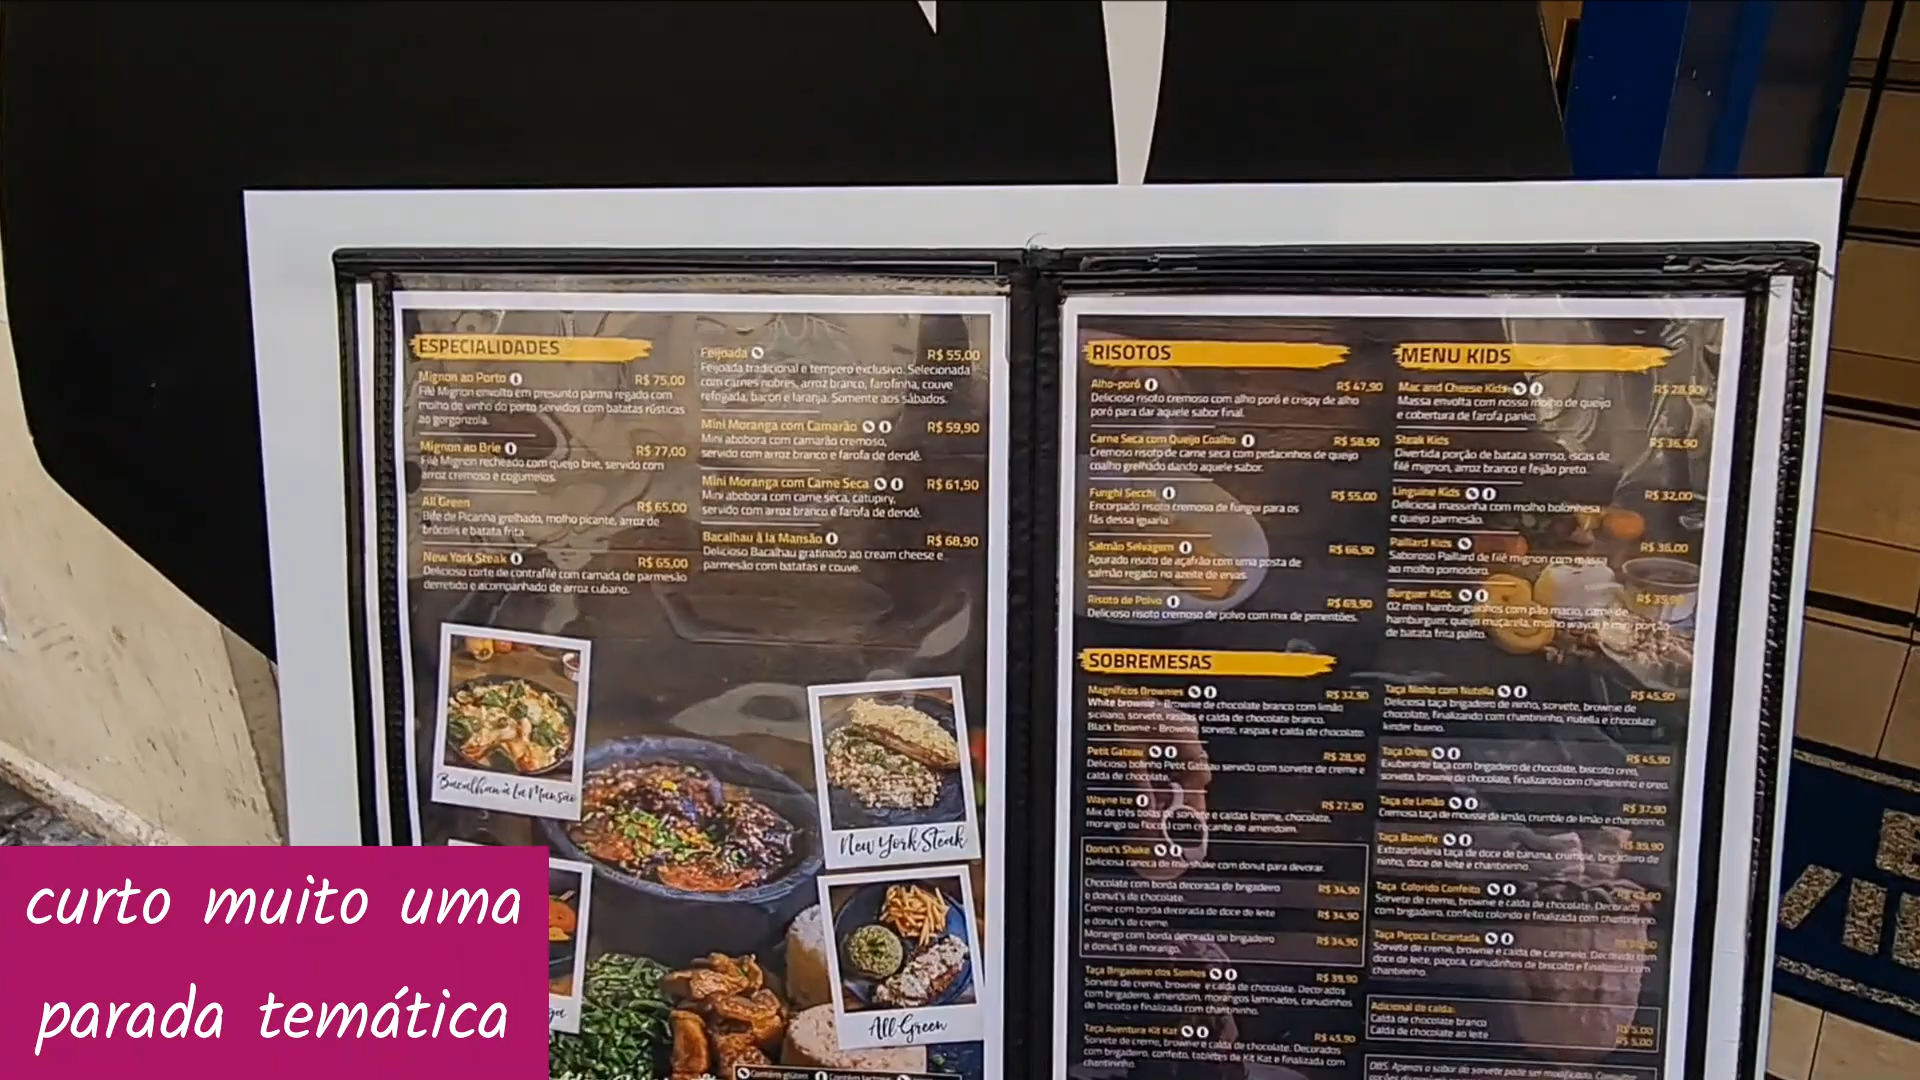 ESPECIALIDADES
Mignon ao Porto R$ 75,00
Filé Mignon envolto em presunto parma regado com
molho de vinho do porto servidos com batatas rústicas
ao gorgonzola.
Mignon ao Brie R$ 77,00
Filé Mignon recheado com queijo brie, servido com
arroz cremoso e cogumelos.
All Green R$ 65,00
Bife de Picanha grelhado, molho picante, arroz de
brócolis e batata frita.
New York Steak R$ 65,00
Delicioso corte de contrafilé com camada de parmesão
derretido e acompanhado de arroz cubano.
Feijoada R$ 55,00
Feijoada tradicional e tempero exclusivo. Selecionada
com carnes nobres, arroz branco, farofinha, couve
refogada, bacon e laranja. Somente aos sábados.
Mini Moranga com Camarão R$ 59,90
Mini abobora com camarão cremoso,
servido com arroz branco e farofa de dendê.
Mini Moranga com Carne Seca R$ 61,90
Mini abobora com carne seca, catupiry,
servido com arroz branco e farofa de dendê.
Bacalhau à la Mansão R$ 68,90
Delicioso Bacalhau gratinado ao cream cheese e
parmesão com batatas e couve.
Bacalhau à La Mansão
New York Steak
All Green
RISOTOS
Alho-poró R$ 47,90
Delicioso risoto cremoso com alho poró e crispy de alho
poró para dar aquele sabor final.
Carne Seca com Queijo Coalho R$ 58,90
Cremoso risoto de carne seca com pedacinhos de queijo
coalho grelhado dando aquele sabor.
Funghi Secchi R$ 55,00
Encorpado risoto cremoso de fungui para os
fãs dessa iguaria.
Salmão Selvagem R$ 66,90
Apurado risoto de açafrão com uma posta de
salmão regado no azeite de ervas.
Risoto de Polvo R$ 69,90
Delicioso risoto cremoso de polvo com mix de pimentões.
MENU KIDS
Mac and Cheese Kids R$ 28,90
Massa envolta com nosso molho de queijo
e cobertura de farofa panko.
Steak Kids R$ 36,90
Divertida porção de batata sorriso, iscas de
filé mignon, arroz branco e feijão preto.
Linguine Kids R$ 32,00
Deliciosa massinha com molho bolonhesa
e queijo parmesão.
Paillard Kids R$ 36,00
Saboroso Paillard de filé mignon com massa
ao molho pomodoro.
Burguer Kids R$ 35,90
02 mini hamburguinhos com pão macio, carne de
hamburguer, queijo muçarela, molho wayne e mini porção
de batata frita palito.
SOBREMESAS
Magníficos Brownies R$ 32,90
White brownie - Brownie de chocolate branco com limão
siciliano, sorvete, raspas e calda de chocolate branco.
Black brownie - Brownie, sorvete, raspas e calda de chocolate.
Petit Gateau R$ 28,90
Delicioso bolinho Petit Gateau servido com sorvete de creme e
calda de chocolate.
Wayne Ice R$ 27,90
Mix de três bolas de sorvete e caldas (creme, chocolate,
morango ou flocos) com crocante de amendoim.
Donut's Shake
Deliciosa caneca de milkshake com donut para devorar.
Chocolate com borda decorada de brigadeiro
e donut's de chocolate. R$ 34,90
Creme com borda decorada de doce de leite
e donut's de creme. R$ 34,90
Morango com borda decorada de brigadeiro
e donut's de morango. R$ 34,90
Taça Brigadeiro dos Sonhos R$ 39,90
Sorvete de creme, brownie e calda de chocolate. Decorados
com brigadeiro, amendoim, morangos laminados, canudinhos
de biscoito e finalizada com chantininho.
Taça Aventura Kit Kat R$ 45,90
Sorvete de creme, brownie e calda de chocolate. Decorados
com brigadeiro, confeito, tabletes de Kit Kat e finalizada com
chantininho.
Taça Ninho com Nutella R$ 45,90
Deliciosa taça brigadeiro de ninho, sorvete, brownie de
chocolate, finalizando com chantininho, nutella e chocolate
kinder bueno.
Taça Oreo R$ 45,90
Exuberante taça com brigadeiro de chocolate, biscoito oreo,
sorvete, brownie de chocolate, finalizando com chantininho e oreo.
Taça de Limão R$ 37,90
Cremosa taça de mousse de limão, crumble de limão e chantininho.
Taça Banoffe R$ 39,90
Extraordinária taça de doce de banana, crumble, brigadeiro de
ninho, doce de leite e chantininho.
Taça Colorido Confeito
Sorvete de creme, brownie e calda de chocolate. Decorados
com brigadeiro, confeito colorido e finalizada com chantininho.
Taça Paçoca Encantada
Sorvete de creme, brownie e calda de caramelo. Decorado com
doce de leite, paçoca, canudinhos de biscoito e finalizada com
chantininho.
Adicional de calda:
Calda de chocolate branco R$ 5,00
Calda de chocolate ao leite R$ 5,00
OBS: Apenas o sabor do sorvete pode ser modificado.
curto muito uma
parada temática